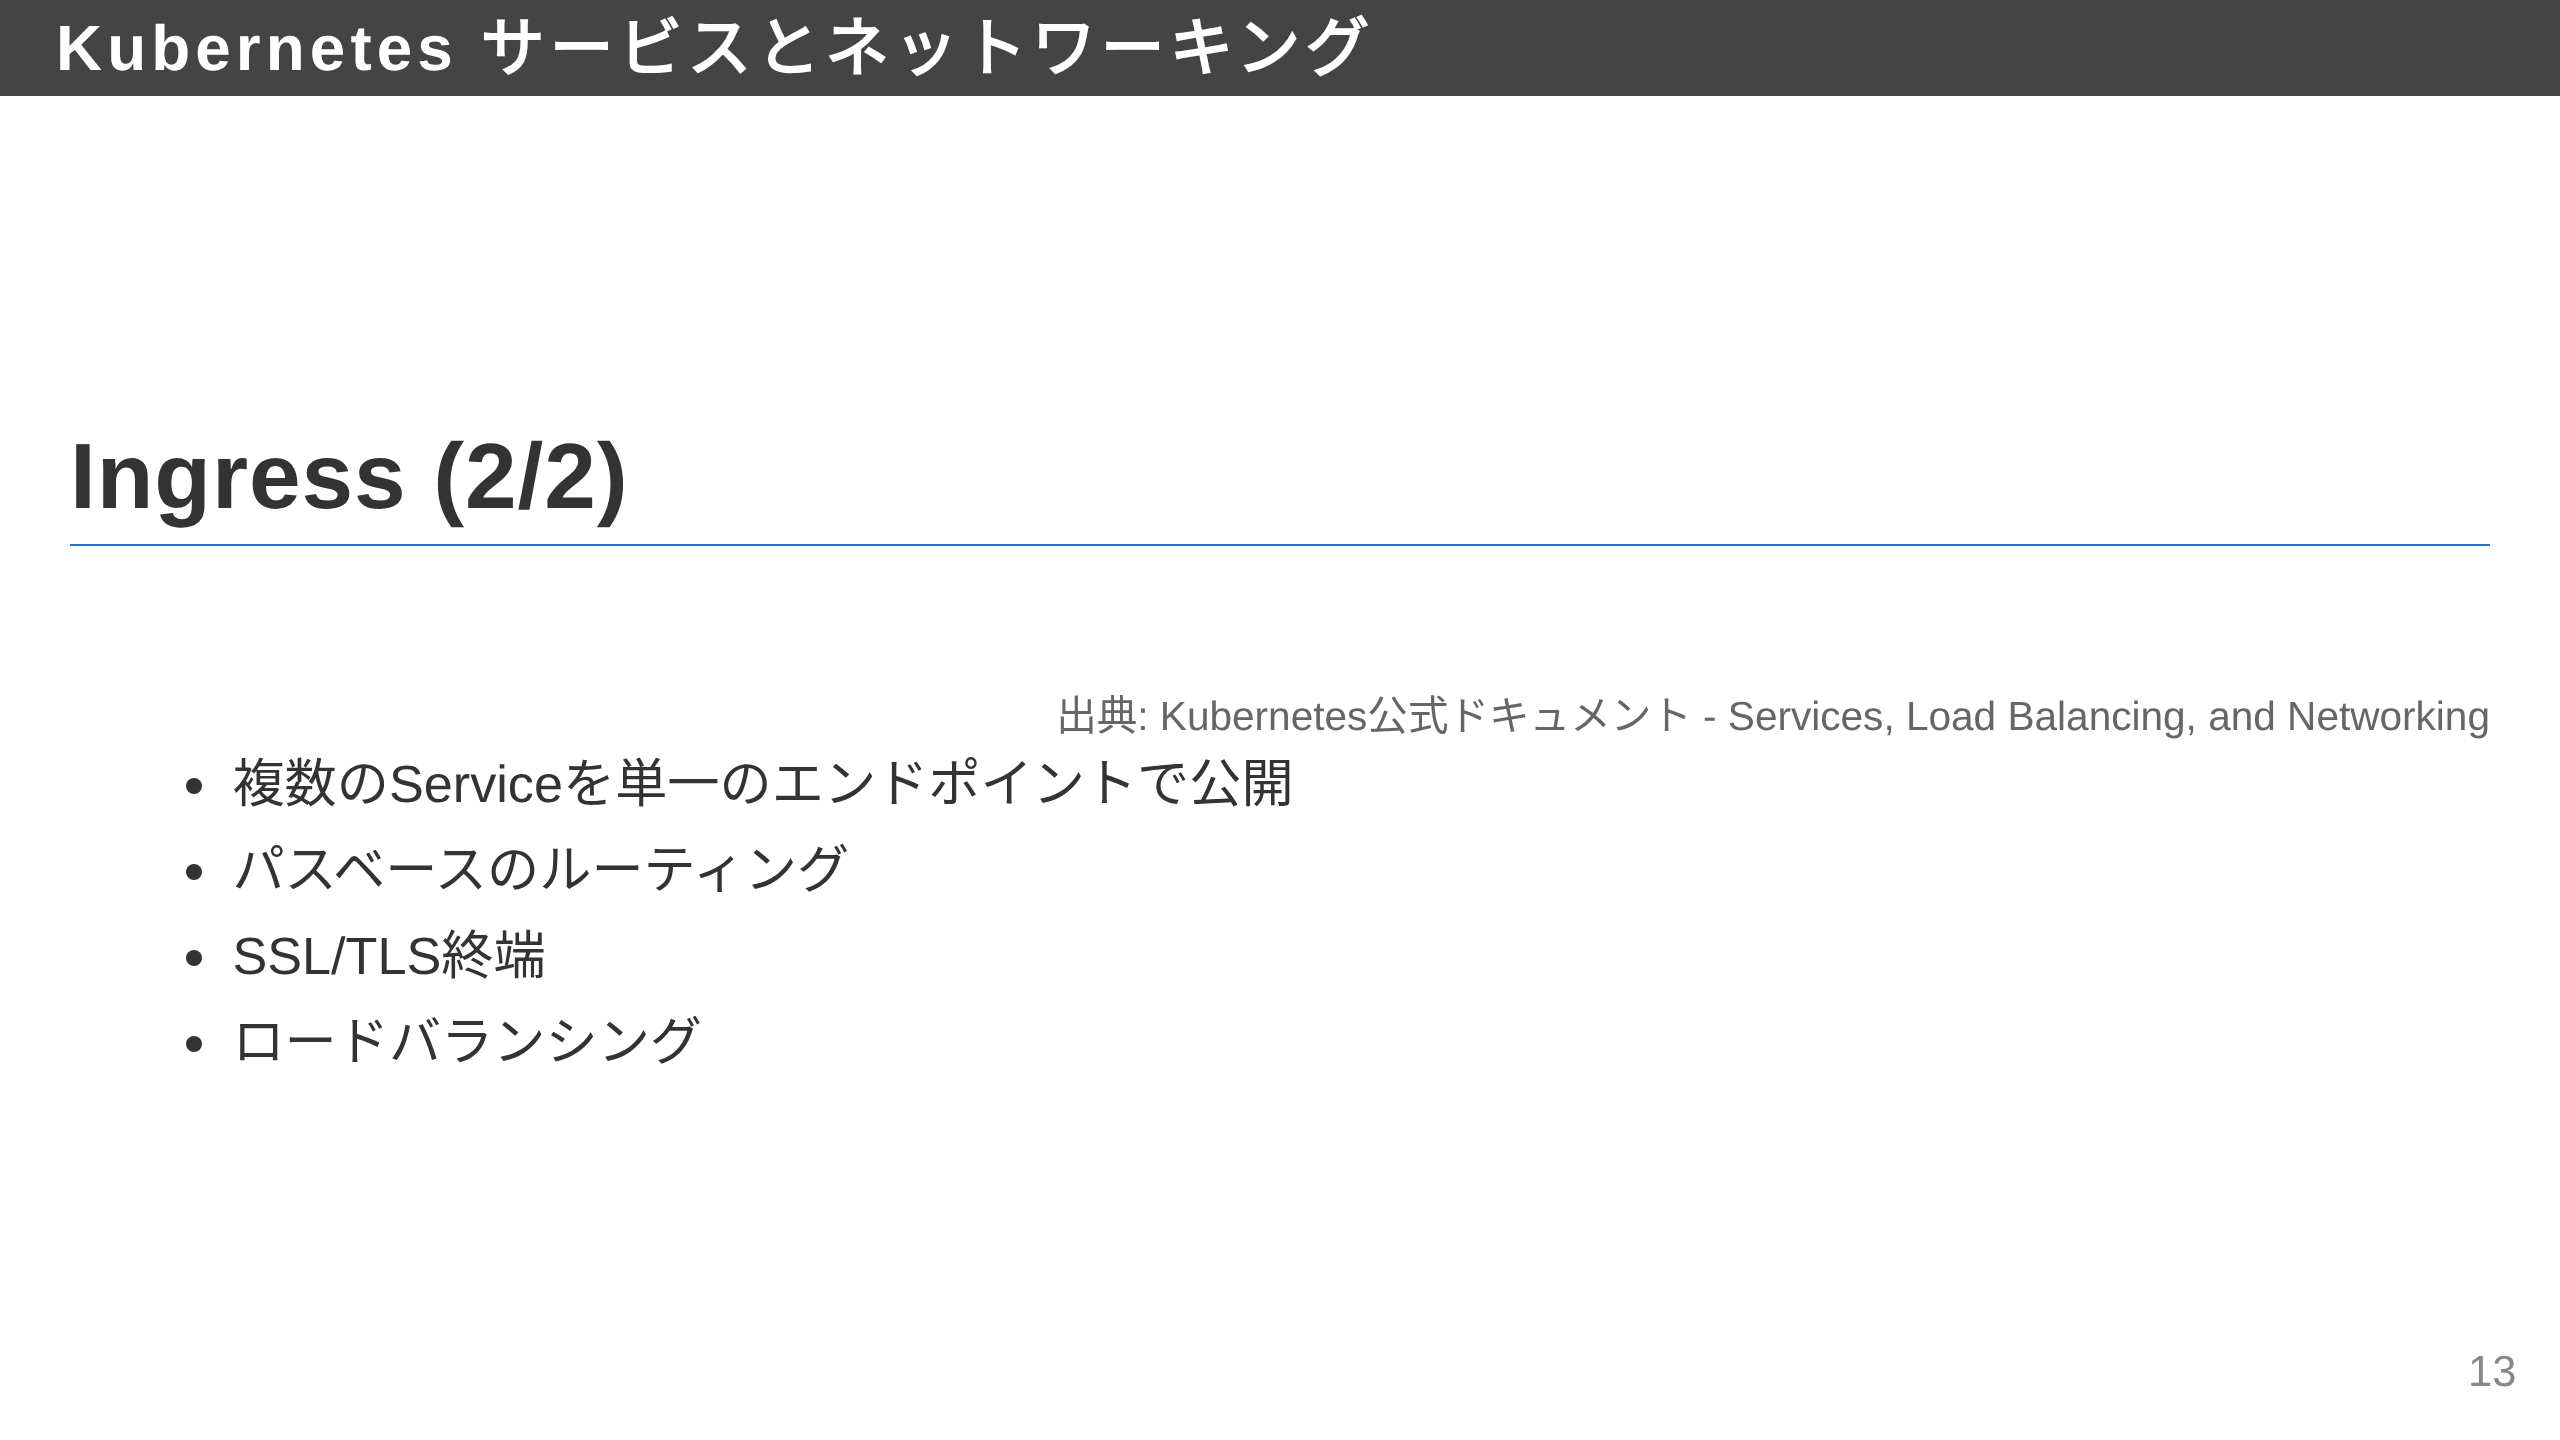 Kubernetes サービスとネットワーキング
Ingress (2/2)
出典: Kubernetes公式ドキュメント - Services, Load Balancing, and Networking
• 複数のServiceを単一のエンドポイントで公開
• パスベースのルーティング
• SSL/TLS終端
• ロードバランシング
13